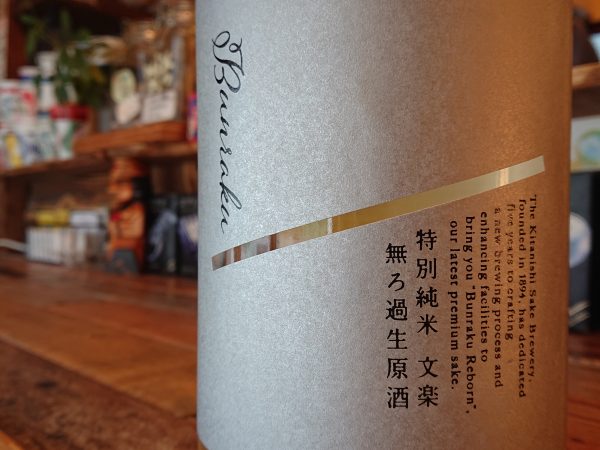 Bunraku
The Kitanishi Sake Brewery,
founded in 1894, has dedicated
five years to crafting
a new brewing process and
enhancing facilities to
bring you "Bunraku Reborn",
our latest premium sake.
特別純米 文楽
無ろ過生原酒